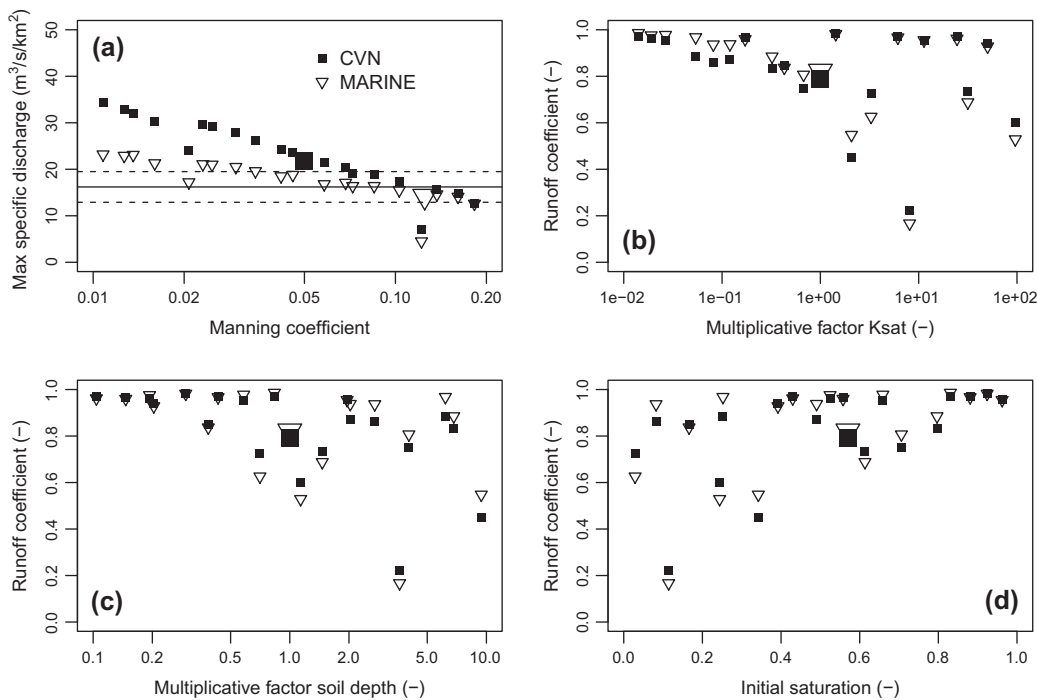 (a)
CVN
MARINE
Max specific discharge (m³/s/km²)
0 10 20 30 40 50
0.01 0.02 0.05 0.10 0.20
Manning coefficient
(b)
Runoff coefficient (−)
0.0 0.2 0.4 0.6 0.8 1.0
1e−02 1e−01 1e+00 1e+01 1e+02
Multiplicative factor Ksat (−)
(c)
Runoff coefficient (−)
0.0 0.2 0.4 0.6 0.8 1.0
0.1 0.2 0.5 1.0 2.0 5.0 10.0
Multiplicative factor soil depth (−)
(d)
Runoff coefficient (−)
0.0 0.2 0.4 0.6 0.8 1.0
0.0 0.2 0.4 0.6 0.8 1.0
Initial saturation (−)